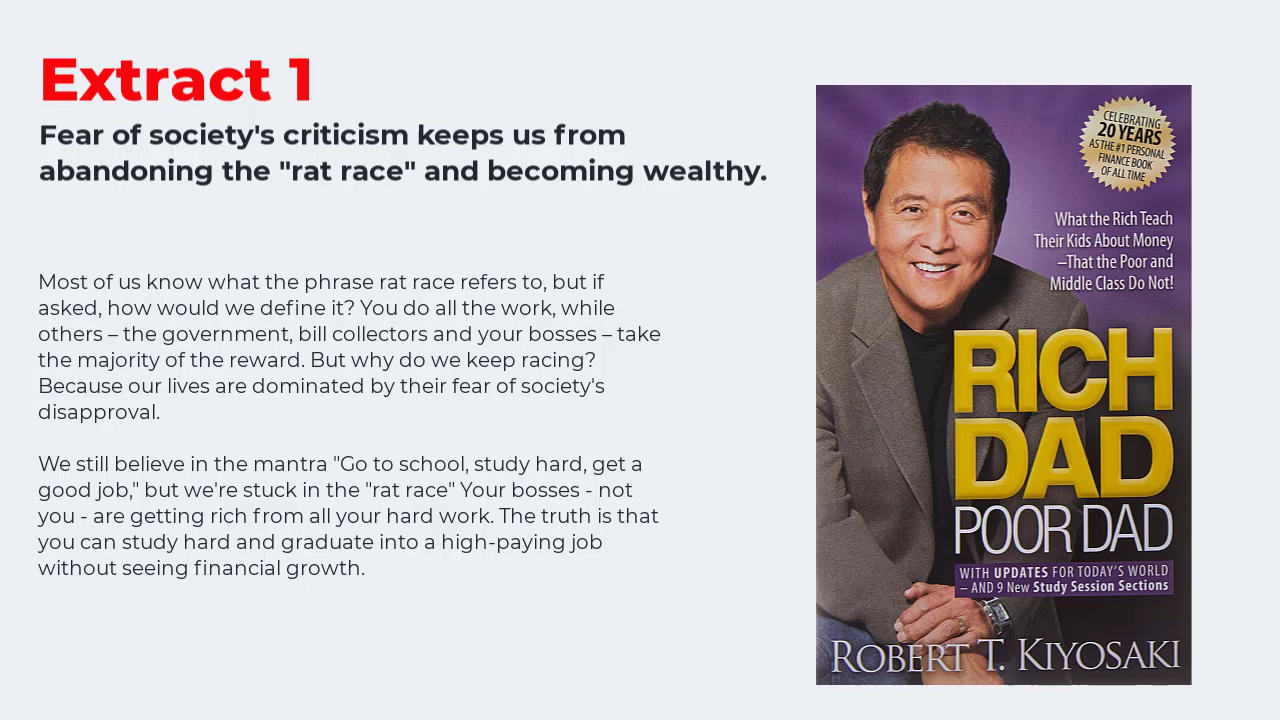 Extract 1
Fear of society's criticism keeps us from
abandoning the "rat race" and becoming wealthy.
Most of us know what the phrase rat race refers to, but if
asked, how would we define it? You do all the work, while
others – the government, bill collectors and your bosses – take
the majority of the reward. But why do we keep racing?
Because our lives are dominated by their fear of society's
disapproval.
We still believe in the mantra "Go to school, study hard, get a
good job," but we're stuck in the "rat race" Your bosses - not
you - are getting rich from all your hard work. The truth is that
you can study hard and graduate into a high-paying job
without seeing financial growth.
CELEBRATING
20 YEARS
AS THE #1 PERSONAL
FINANCE BOOK
OF ALL TIME
What the Rich Teach
Their Kids About Money
–That the Poor and
Middle Class Do Not!
RICH
DAD
POOR DAD
WITH UPDATES FOR TODAY'S WORLD
– AND 9 New Study Session Sections
ROBERT T. KIYOSAKI